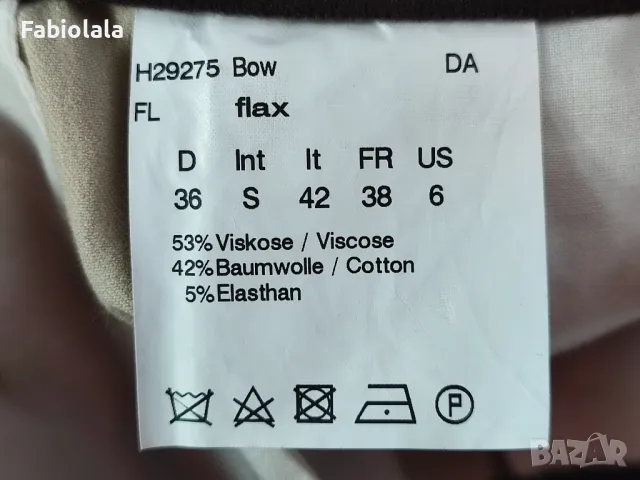 Fabiolala
H29275 Bow DA
FL flax
D Int It FR US
36 S 42 38 6
53% Viskose / Viscose
42% Baumwolle / Cotton
5% Elasthan
P
BAZAR
.bg